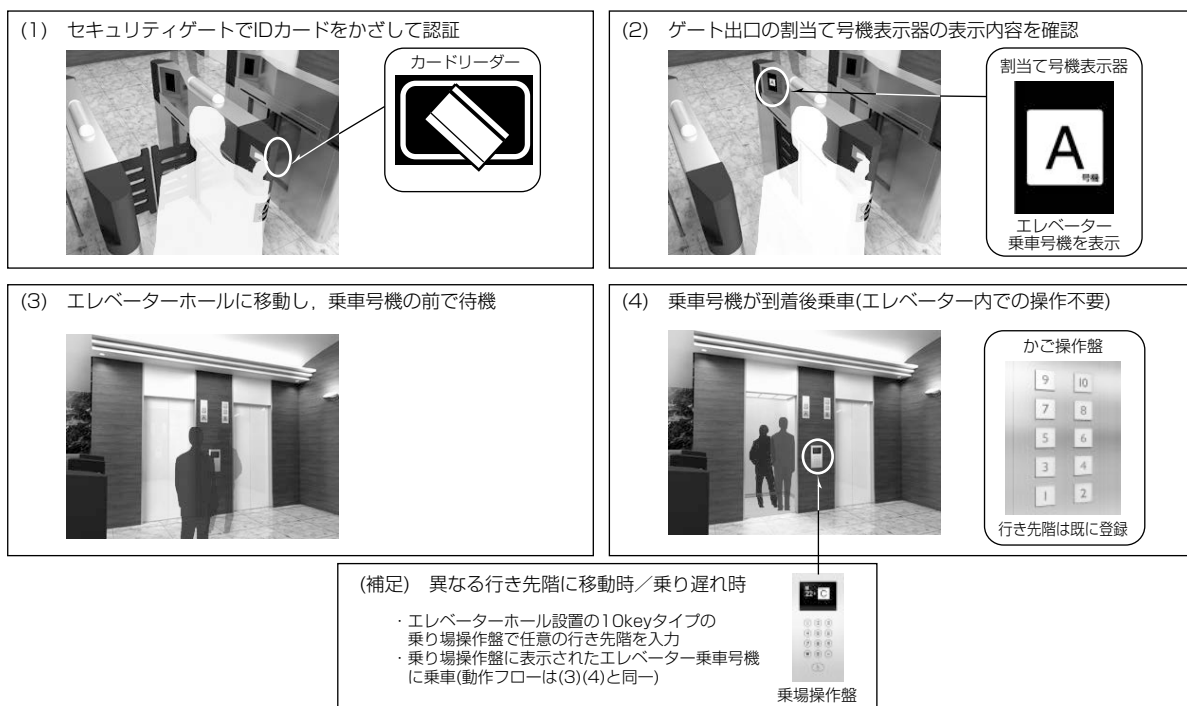 (1) セキュリティゲートでIDカードをかざして認証
カードリーダー
(2) ゲート出口の割当て号機表示器の表示内容を確認
割当て号機表示器
A
A
号機
エレベーター
乗車号機を表示
(3) エレベーターホールに移動し，乗車号機の前で待機
(4) 乗車号機が到着後乗車(エレベーター内での操作不要)
かご操作盤
9 10
7 8
5 6
3 4
1 2
行き先階は既に登録
(補足) 異なる行き先階に移動時／乗り遅れ時
・エレベーターホール設置の10keyタイプの
乗り場操作盤で任意の行き先階を入力
・乗り場操作盤に表示されたエレベーター乗車号機
に乗車(動作フローは(3)(4)と同一)
C
乗場操作盤